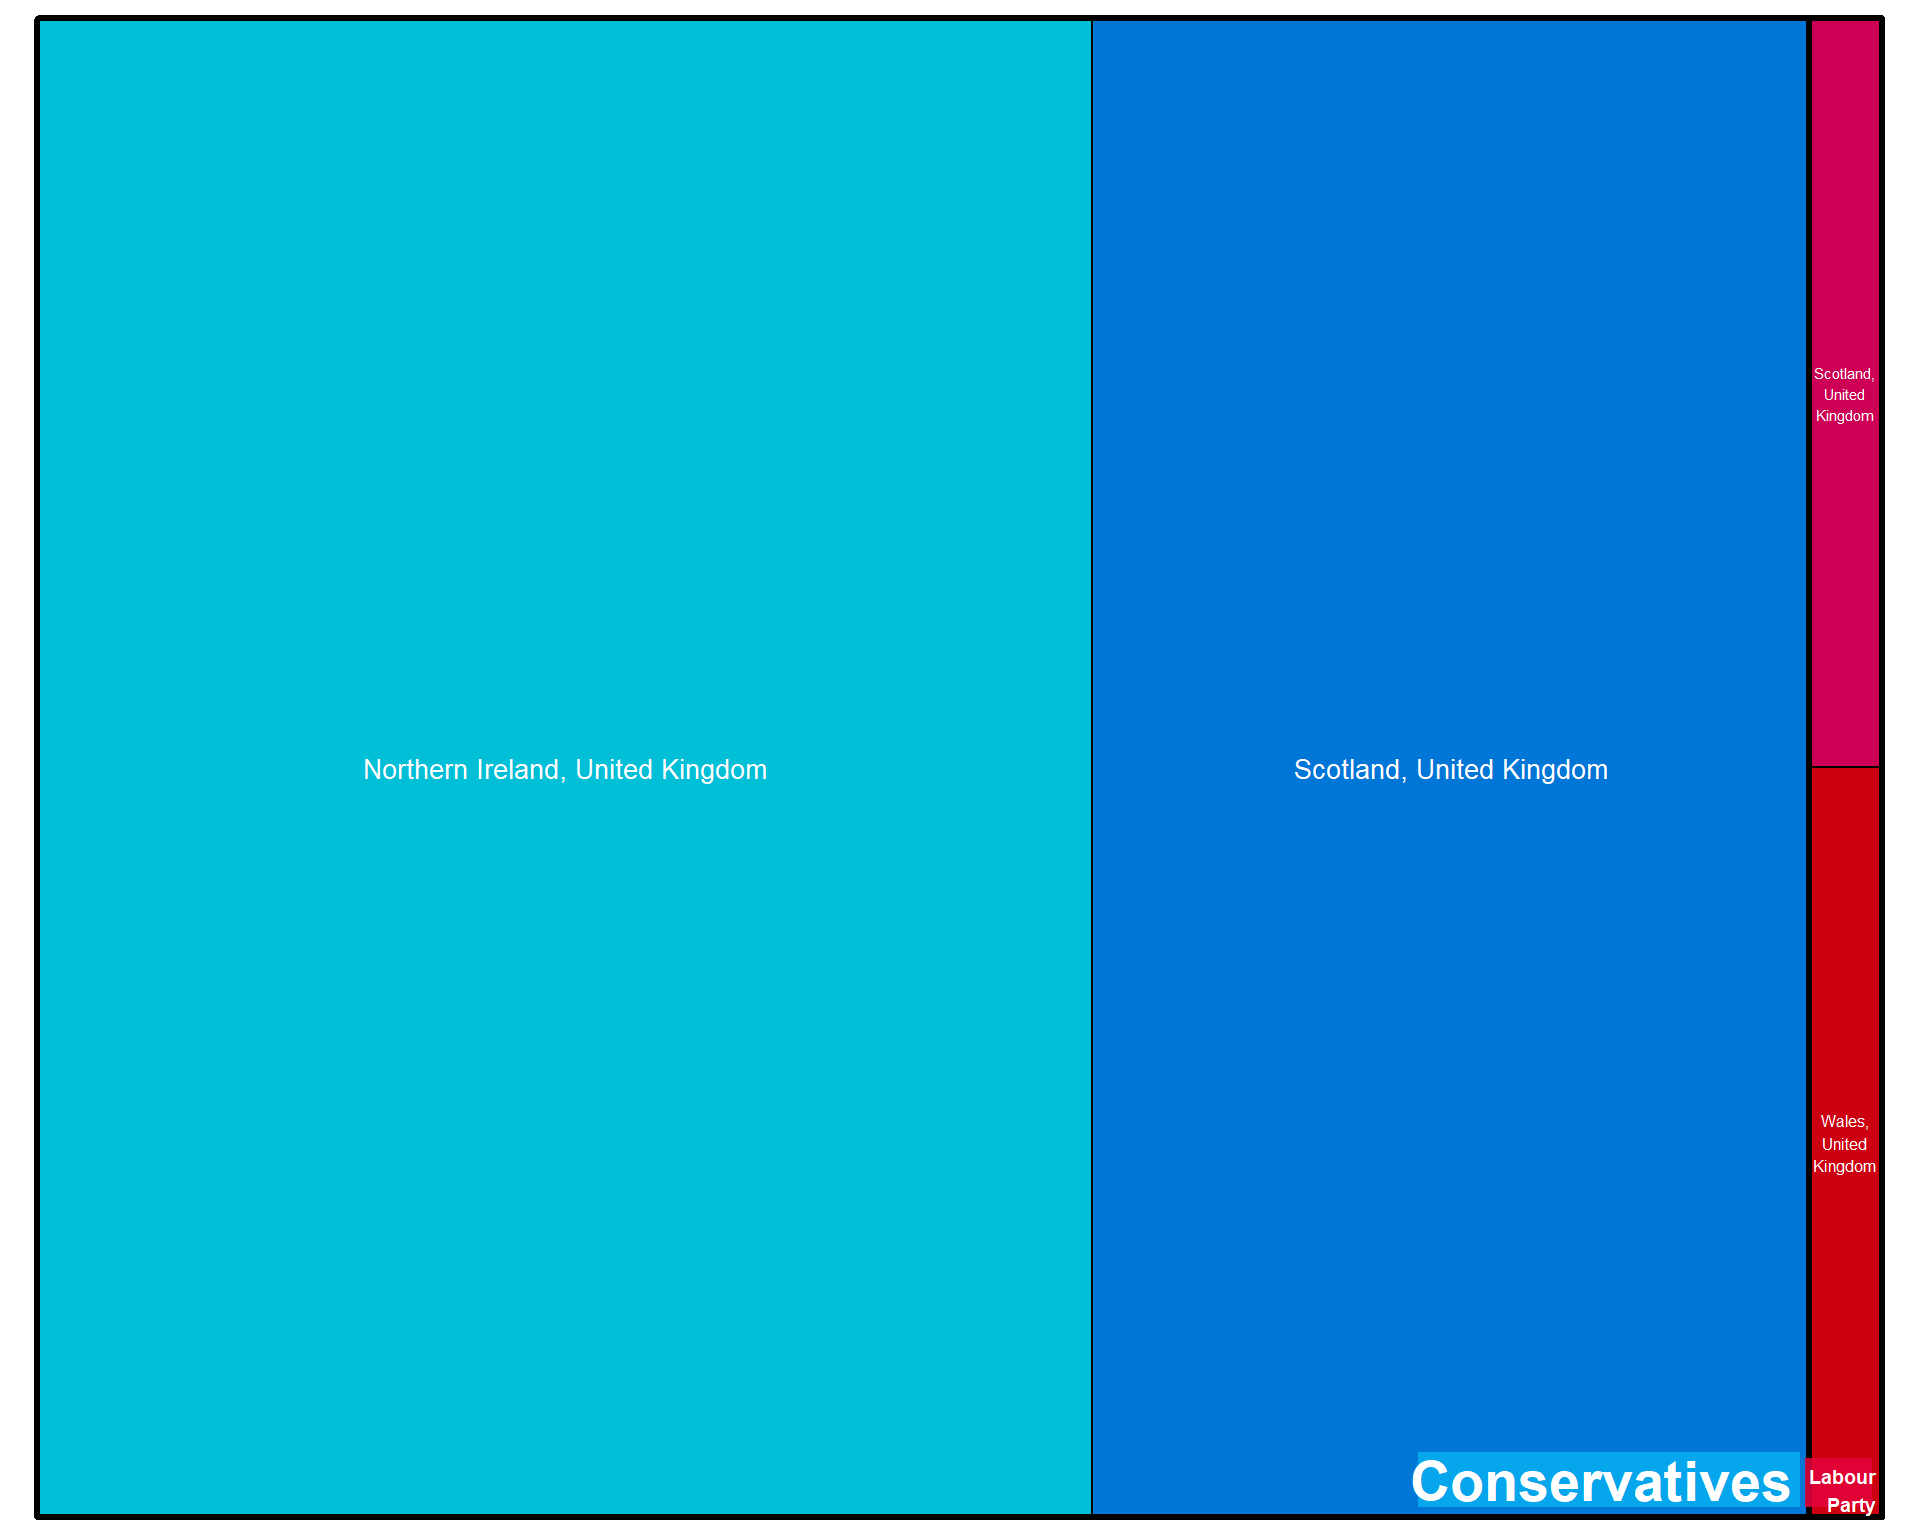 Northern Ireland, United Kingdom
Scotland, United Kingdom
Conservatives
Scotland,
United
Kingdom
Wales,
United
Kingdom
Labour
Party